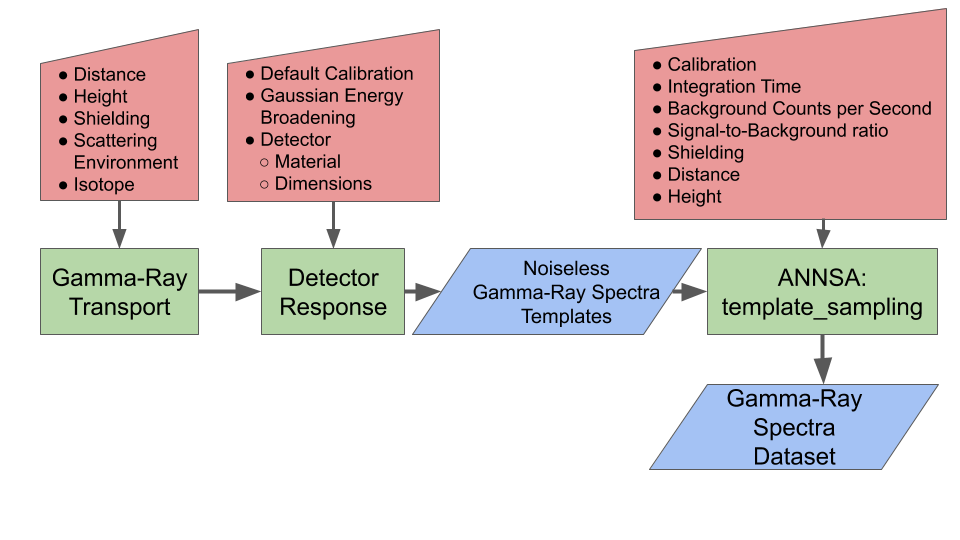 ● Distance
● Height
● Shielding
● Scattering
Environment
● Isotope
● Default Calibration
● Gaussian Energy
Broadening
● Detector
○ Material
○ Dimensions
● Calibration
● Integration Time
● Background Counts per Second
● Signal-to-Background ratio
● Shielding
● Distance
● Height
Gamma-Ray
Transport
Detector
Response
Noiseless
Gamma-Ray Spectra
Templates
ANNSA:
template_sampling
Gamma-Ray
Spectra
Dataset